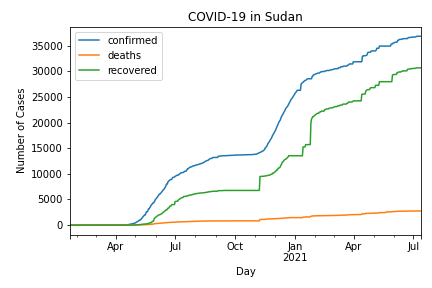 COVID-19 in Sudan
confirmed
deaths
recovered
Number of Cases
35000
30000
25000
20000
15000
10000
5000
0
Apr Jul Oct Jan Apr Jul
2021
Day